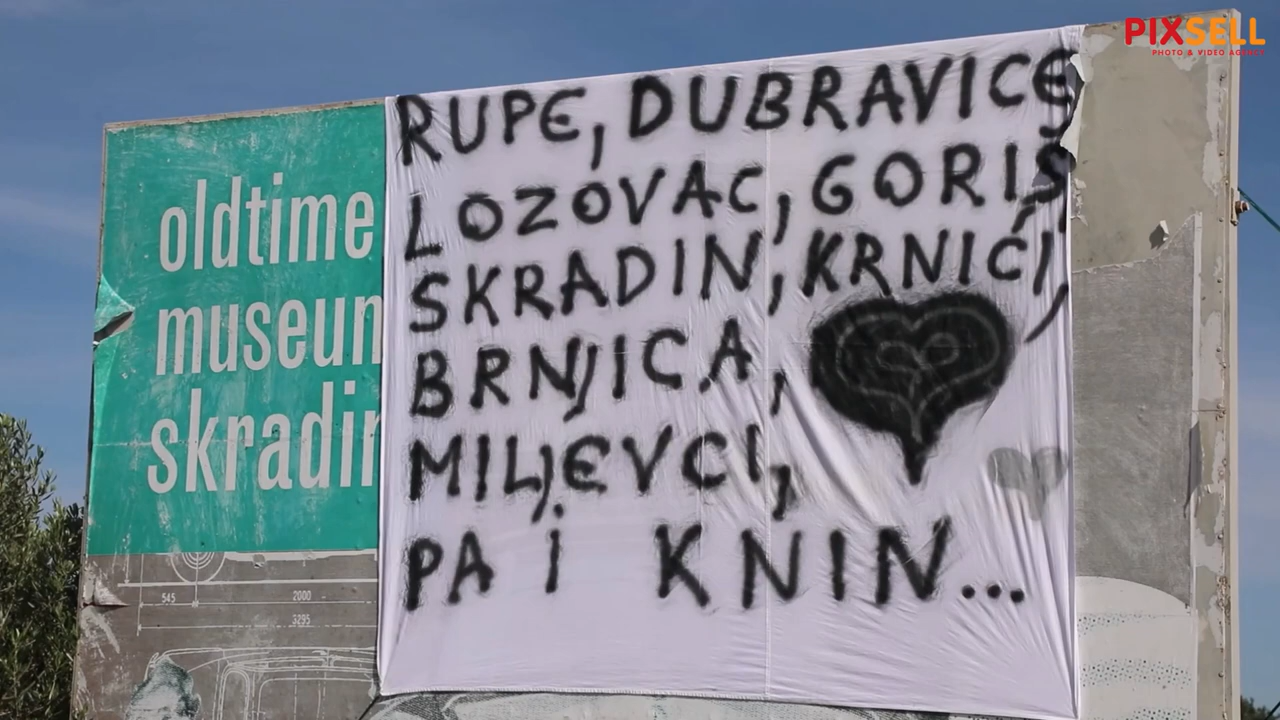 PIXSELL
PHOTO & VIDEO AGENCY
oldtime
museum
skradin
RUPE, DUBRAVICE
LOZOVAC, GORIŠ,
SKRADIN, KRNIĆI,
BRNJICA,
MILJEVCI,
PA i KNIN...
545
2000
3295